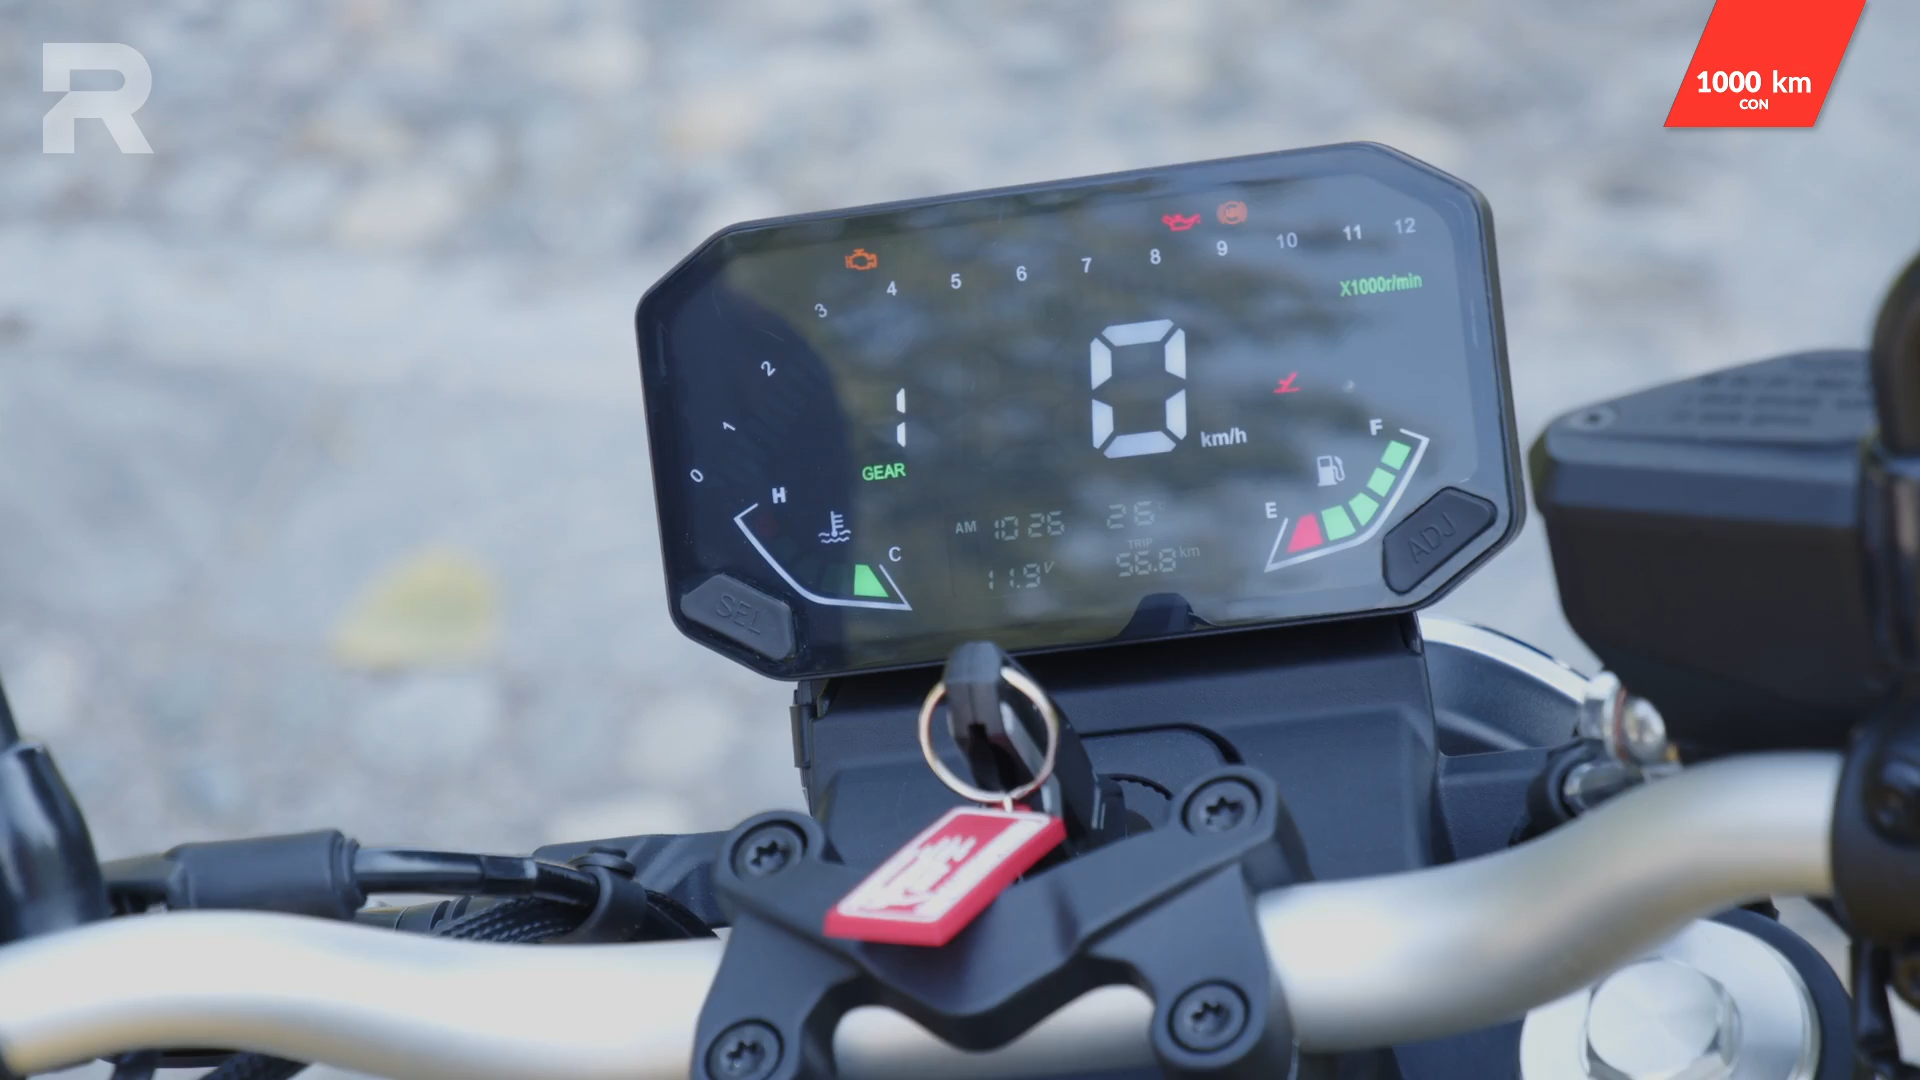 R
1000 km
CON
0 1 2 3 4 5 6 7 8 9 10 11 12
X1000r/min
1
GEAR
0
km/h
H
C
F
E
AM 10 26 26
TRIP
11.9 V 56.8 km
SEL
ADJ